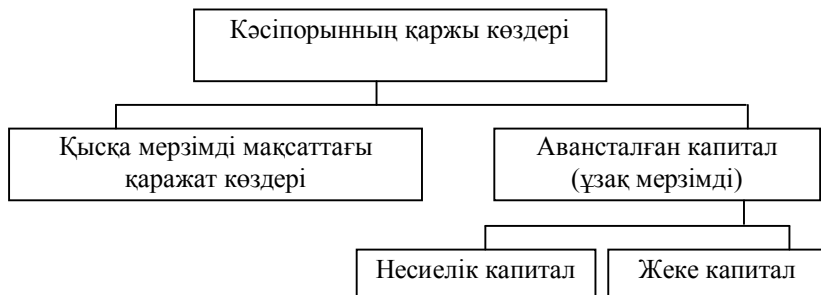 Кәсіпорынның қаржы көздері
Қысқа мерзімді мақсаттағы
қаражат көздері
Авансталған капитал
(ұзақ мерзімді)
Несиелік капитал
Жеке капитал